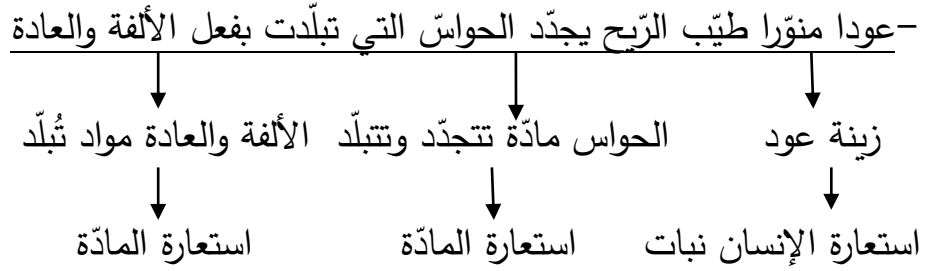 –عودا منوّرا طيّب الرّيح يجدّد الحواسّ التي تبلّدت بفعل الألفة والعادة
زينة عود الحواس مادّة تتجدّد وتتبلّد الألفة والعادة مواد تُبلّد
استعارة الإنسان نبات استعارة المادّة استعارة المادّة